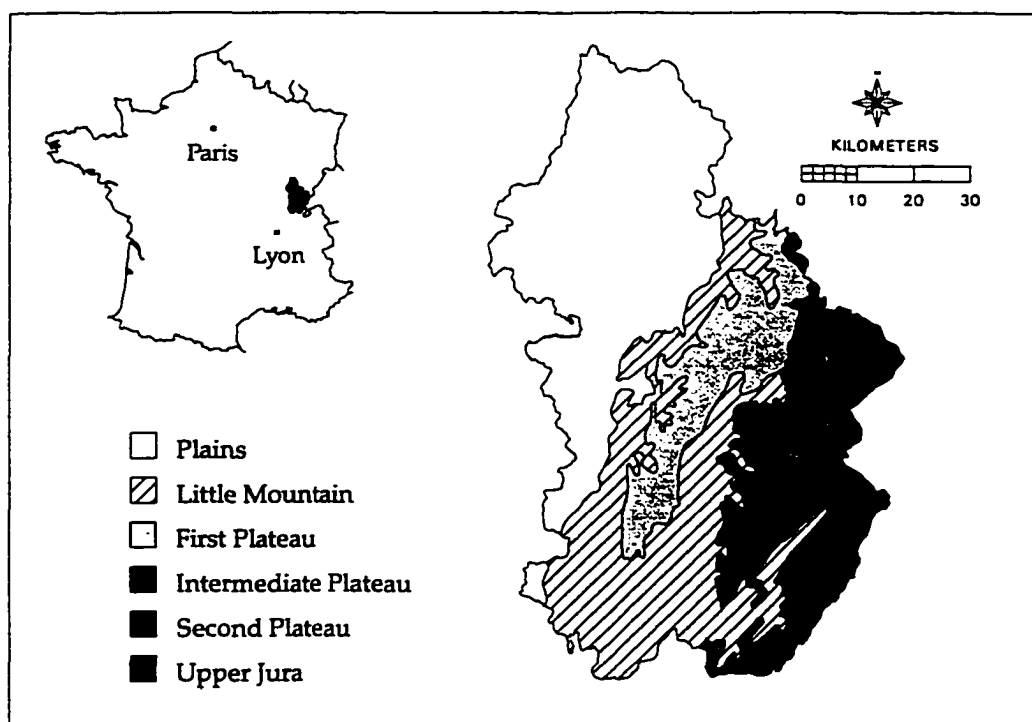 Paris
Lyon
KILOMETERS
0 10 20 30
Plains
Little Mountain
First Plateau
Intermediate Plateau
Second Plateau
Upper Jura